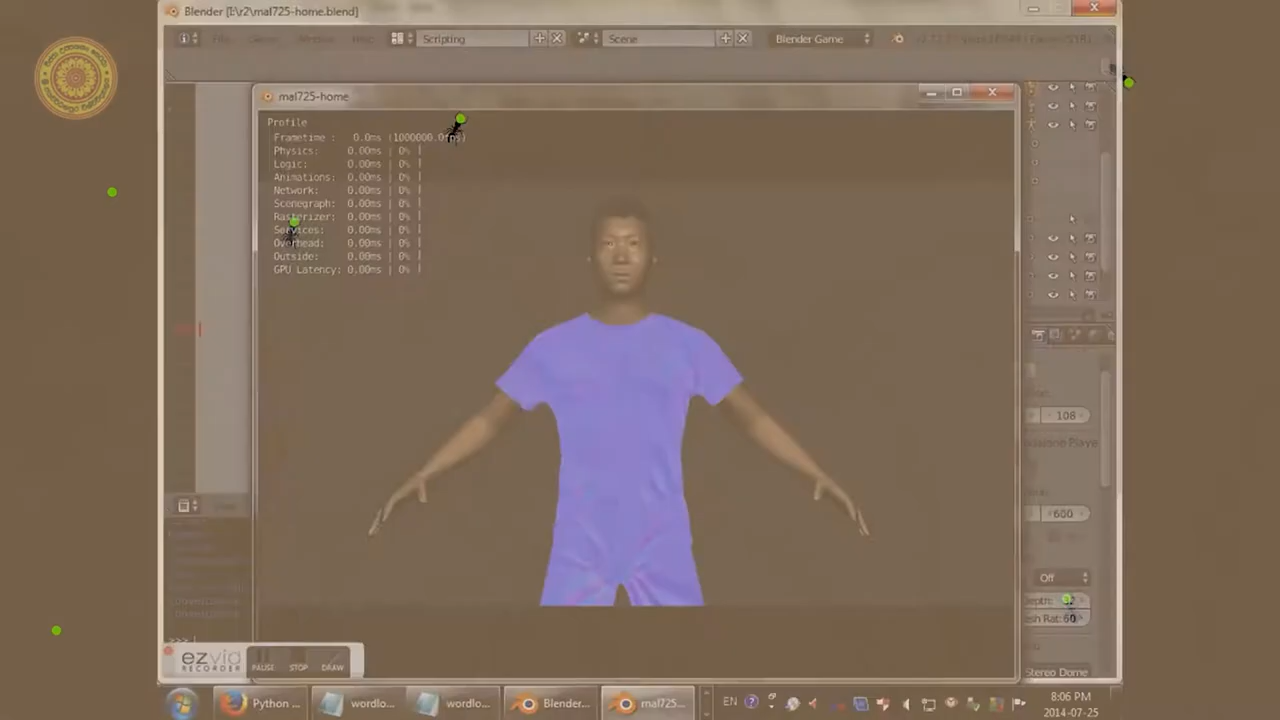 Blender [I:\r2\mal725-home.blend]
Scripting
Scene
Blender Game
mal725-home
Profile
Frametime : 0.0ms (1000000.0fps)
Physics: 0.00ms | 0% |
Logic: 0.00ms | 0% |
Animations: 0.00ms | 0% |
Network: 0.00ms | 0% |
Scenegraph: 0.00ms | 0% |
Rasterizer: 0.00ms | 0% |
Services: 0.00ms | 0% |
Overhead: 0.00ms | 0% |
Outside: 0.00ms | 0% |
GPU Latency: 0.00ms | 0% |
108
600
Off
Depth:
esh Rat: 60
Stereo Dome
>>>
ezvid
RECORDER
PAUSE STOP DRAW
Python ...
wordlo...
wordlo...
Blender...
mal725...
EN
8:06 PM
2014-07-25